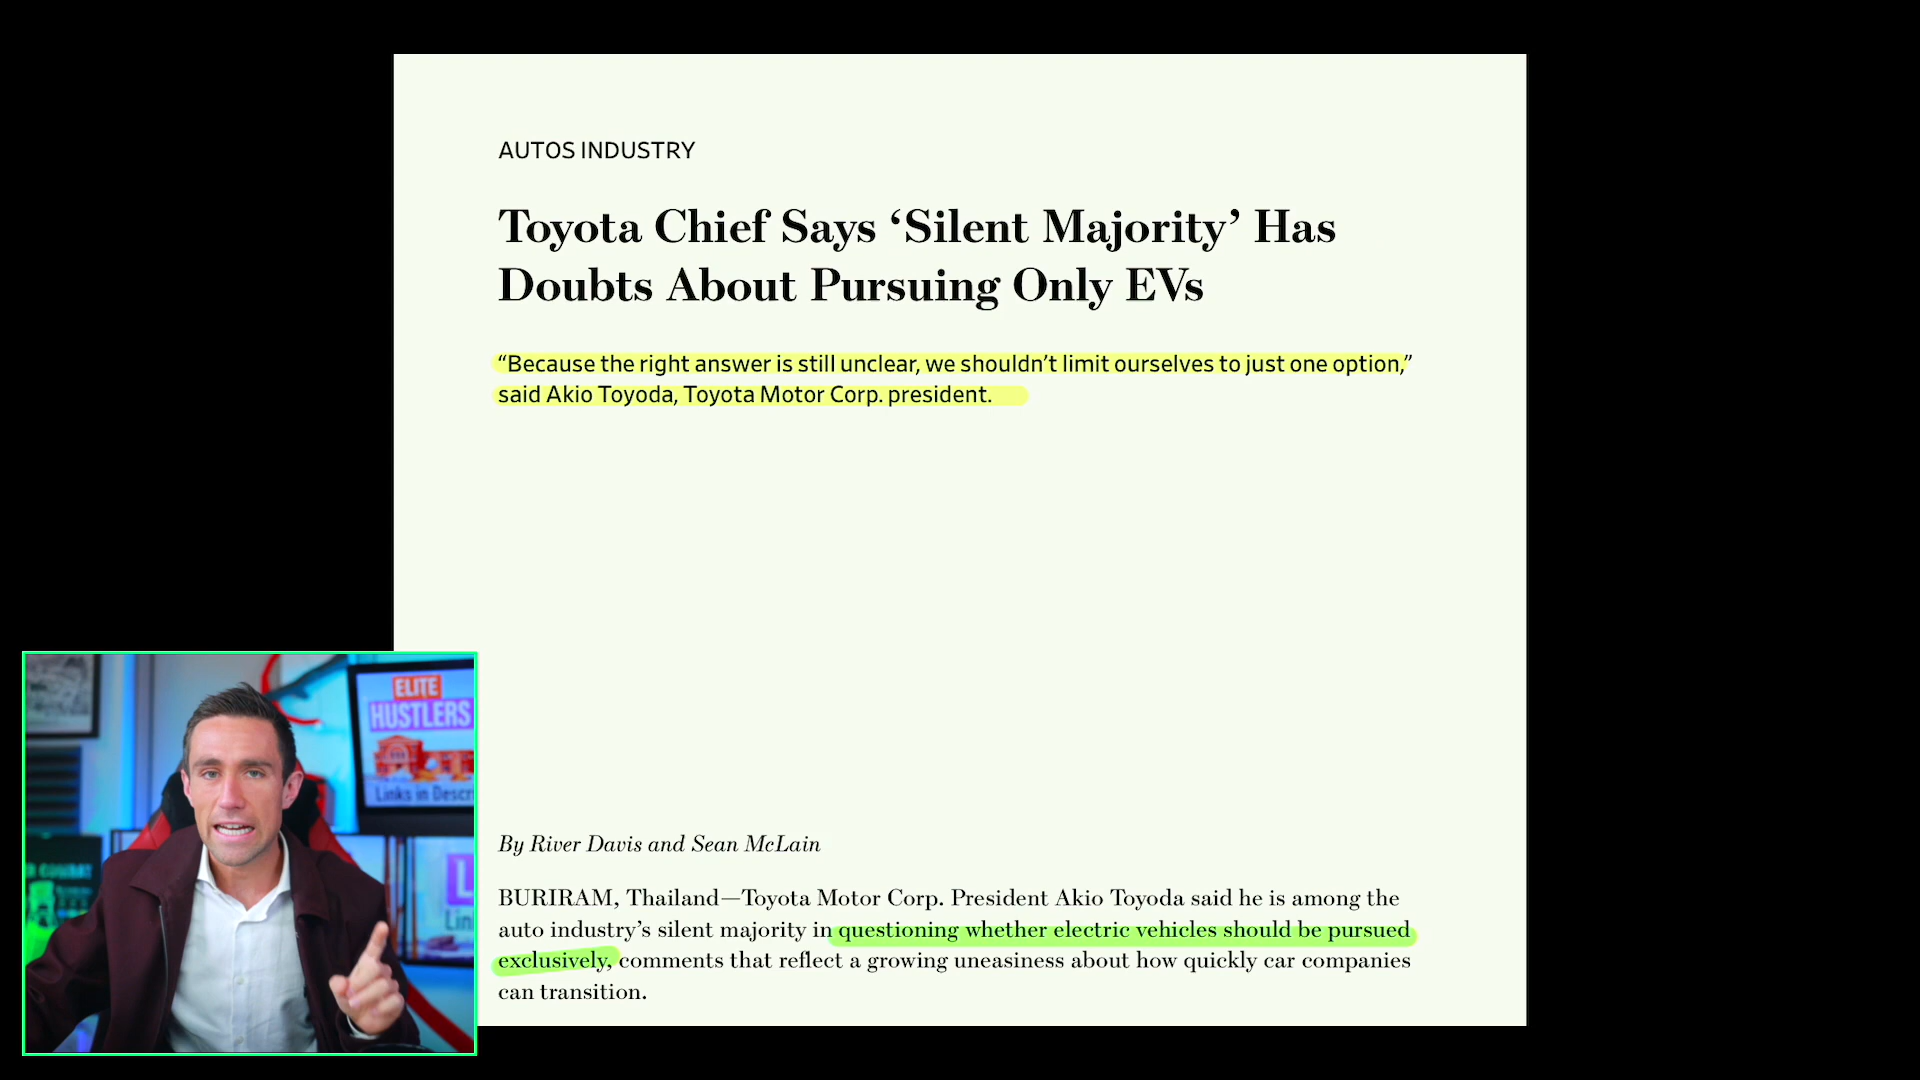 AUTOS INDUSTRY
Toyota Chief Says ‘Silent Majority’ Has
Doubts About Pursuing Only EVs
“Because the right answer is still unclear, we shouldn’t limit ourselves to just one option,”
said Akio Toyoda, Toyota Motor Corp. president.
By River Davis and Sean McLain
BURIRAM, Thailand—Toyota Motor Corp. President Akio Toyoda said he is among the
auto industry’s silent majority in questioning whether electric vehicles should be pursued
exclusively, comments that reflect a growing uneasiness about how quickly car companies
can transition.
ELITE
HUSTLERS
Links in Descr
L
Lin